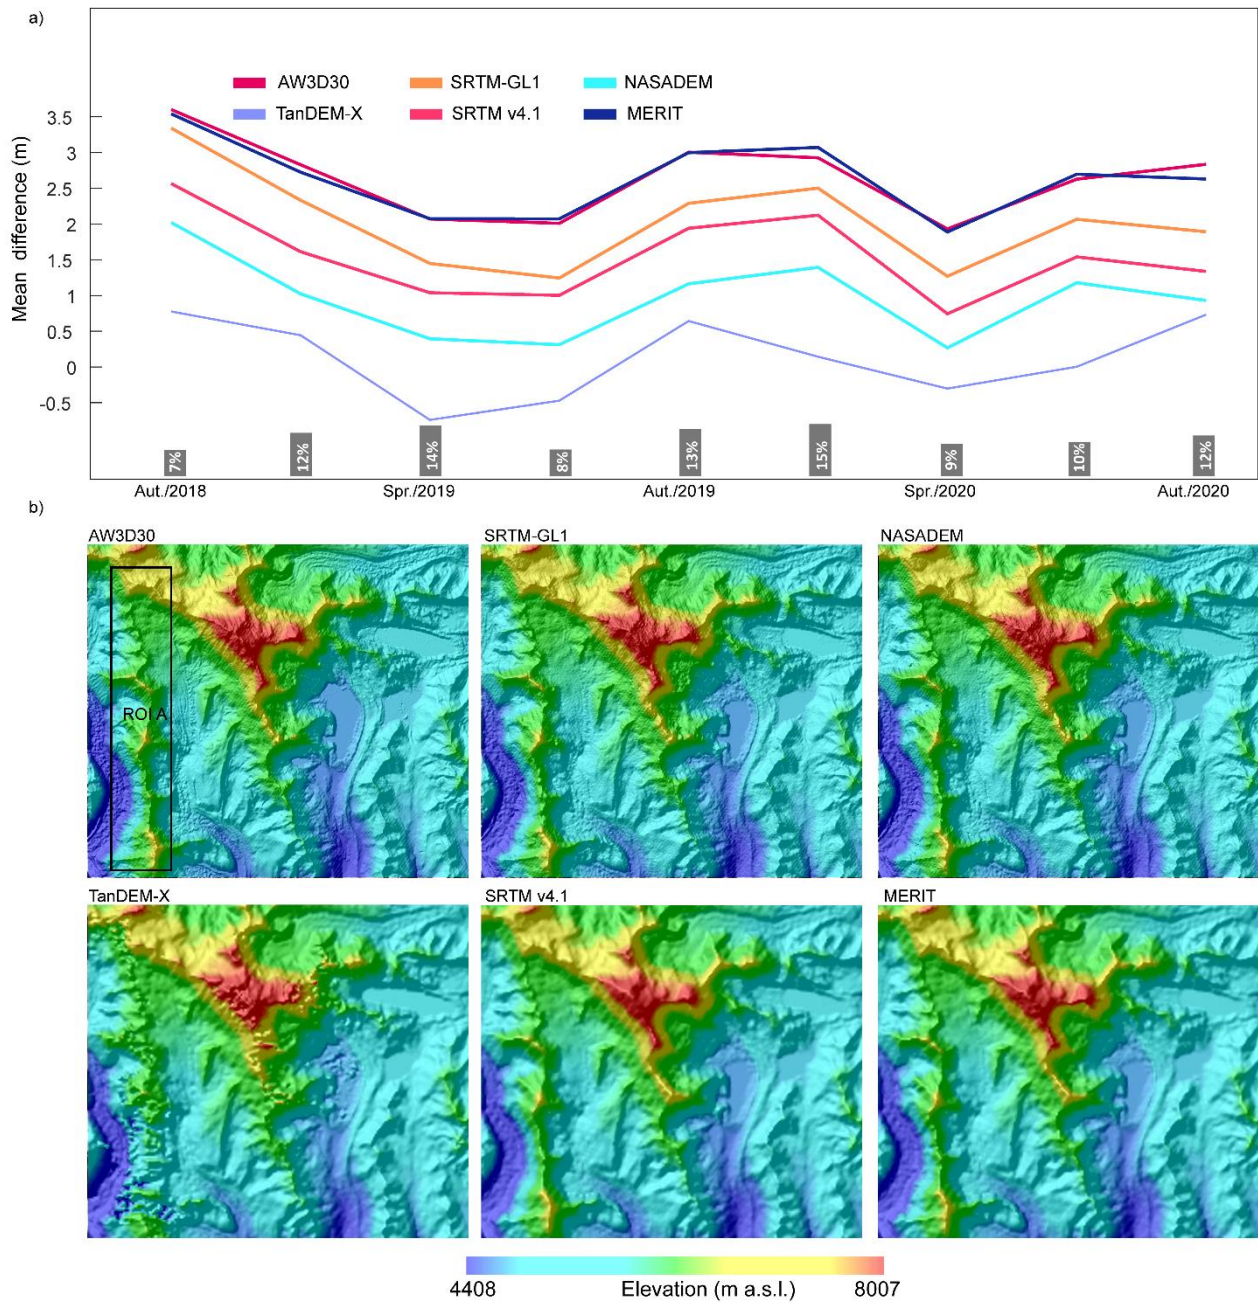 a)
AW3D30 SRTM-GL1 NASADEM
TanDEM-X SRTM v4.1 MERIT
Mean difference (m)
3.5
3
2.5
2
1.5
1
0.5
0
-0.5
7% 12% 14% 8% 13% 15% 9% 10% 12%
Aut./2018 Spr./2019 Aut./2019 Spr./2020 Aut./2020
b)
AW3D30 SRTM-GL1 NASADEM
ROI A
TanDEM-X SRTM v4.1 MERIT
4408 Elevation (m a.s.l.) 8007